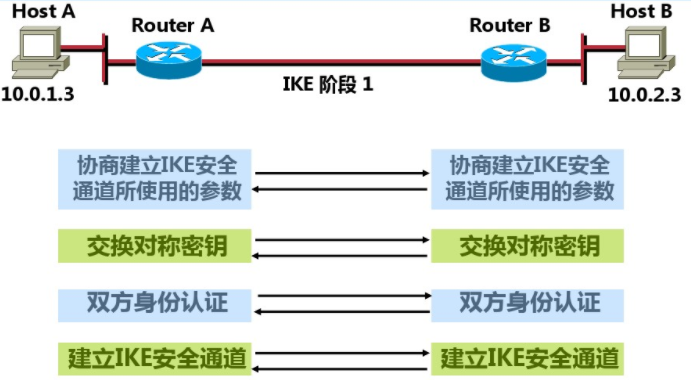 Host A
Router A
Router B
Host B
10.0.1.3
IKE 阶段 1
10.0.2.3
协商建立IKE安全
通道所使用的参数
协商建立IKE安全
通道所使用的参数
交换对称密钥
交换对称密钥
双方身份认证
双方身份认证
建立IKE安全通道
建立IKE安全通道